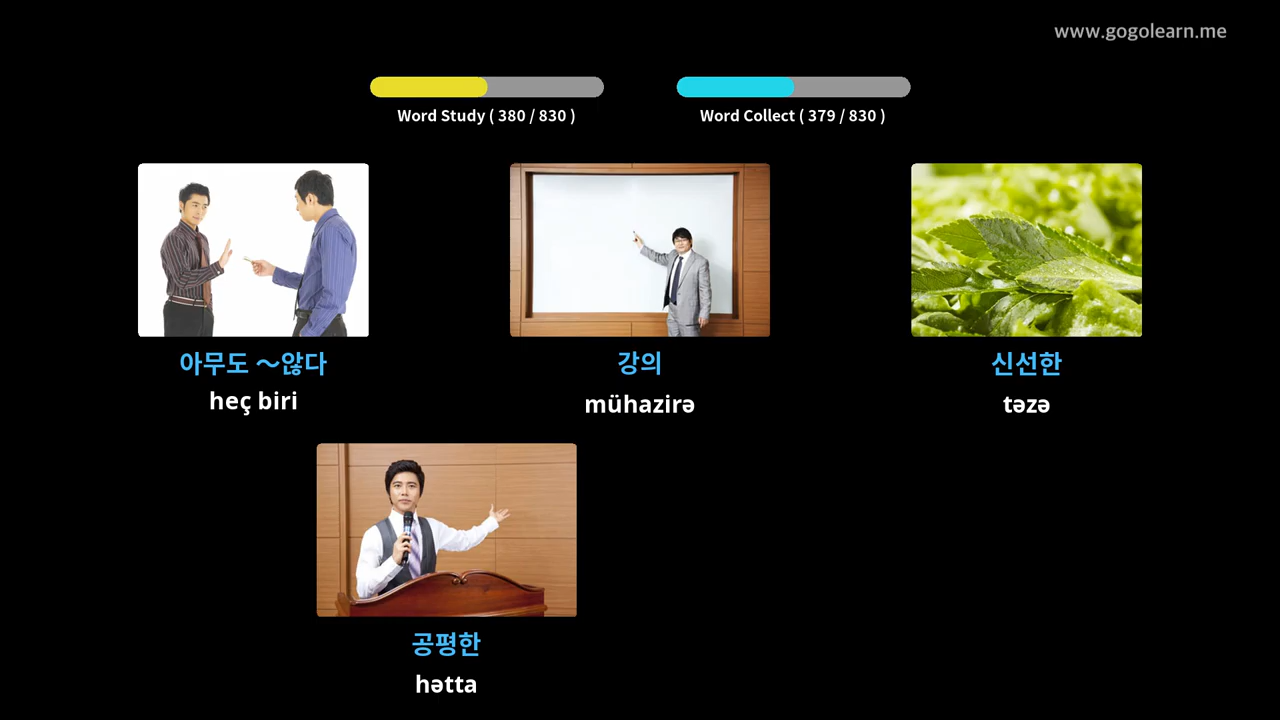 www.gogolearn.me
Word Study ( 380 / 830 )
Word Collect ( 379 / 830 )
아무도 ～않다
heç biri
강의
mühazirə
신선한
təzə
공평한
hətta